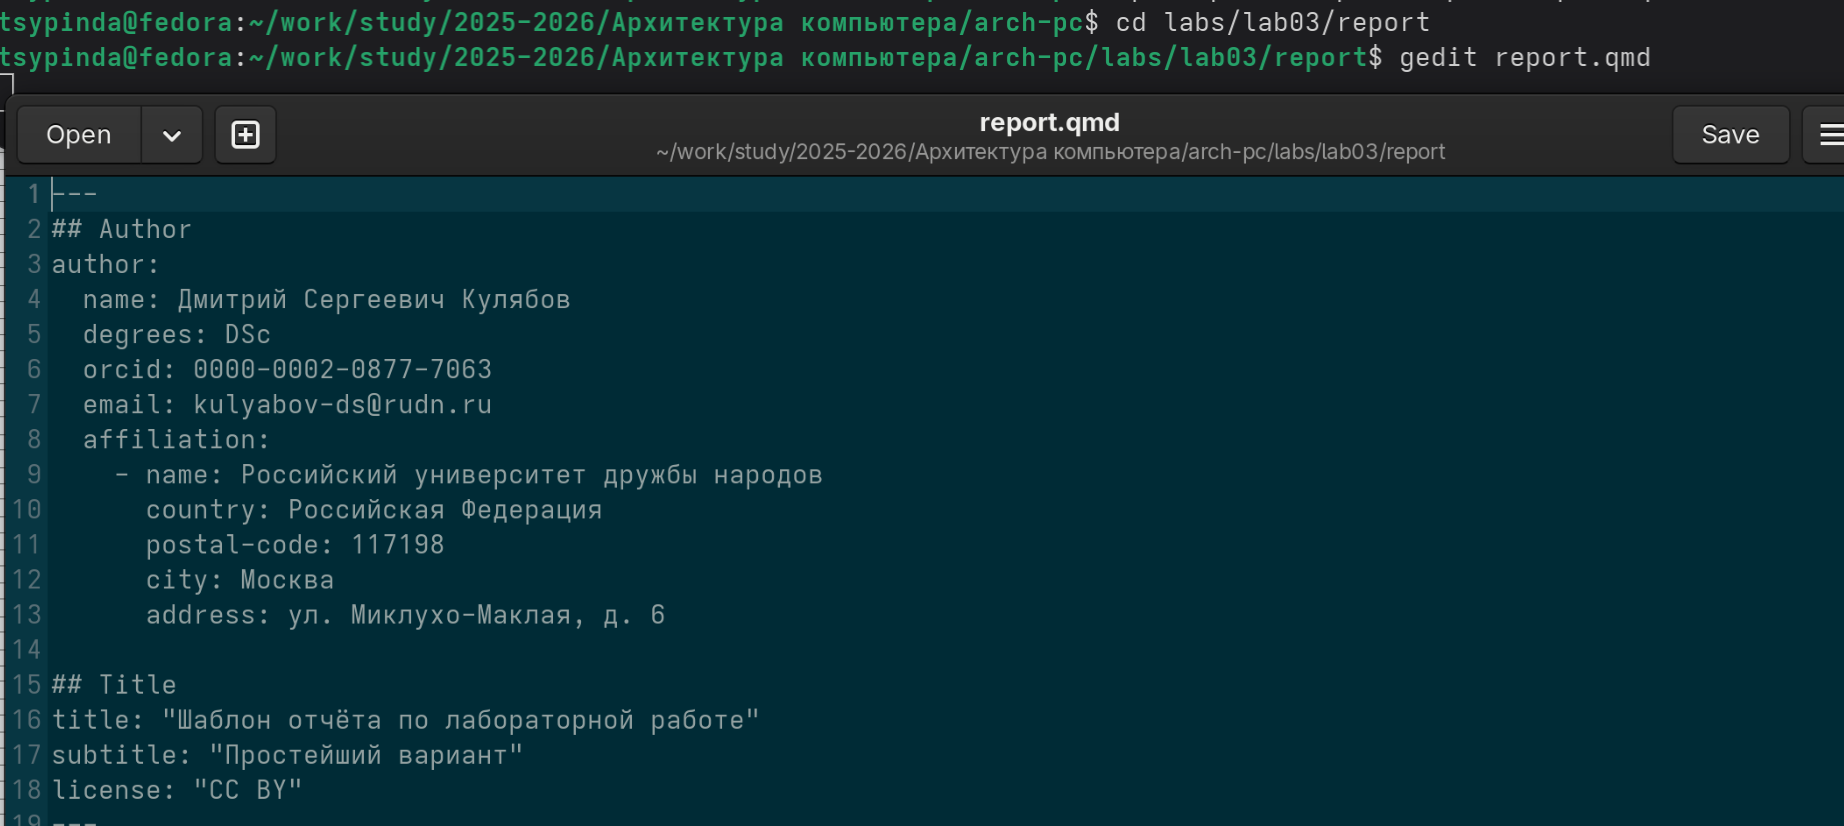 tsypinda@fedora:~/work/study/2025-2026/Архитектура компьютера/arch-pc$ cd labs/lab03/report
tsypinda@fedora:~/work/study/2025-2026/Архитектура компьютера/arch-pc/labs/lab03/report$ gedit report.qmd
Open
report.qmd
~/work/study/2025-2026/Архитектура компьютера/arch-pc/labs/lab03/report
Save
1 ---
2 ## Author
3 author:
4   name: Дмитрий Сергеевич Кулябов
5   degrees: DSc
6   orcid: 0000-0002-0877-7063
7   email: kulyabov-ds@rudn.ru
8   affiliation:
9     - name: Российский университет дружбы народов
10       country: Российская Федерация
11       postal-code: 117198
12       city: Москва
13       address: ул. Миклухо-Маклая, д. 6
14
15 ## Title
16 title: "Шаблон отчёта по лабораторной работе"
17 subtitle: "Простейший вариант"
18 license: "CC BY"
19 ---